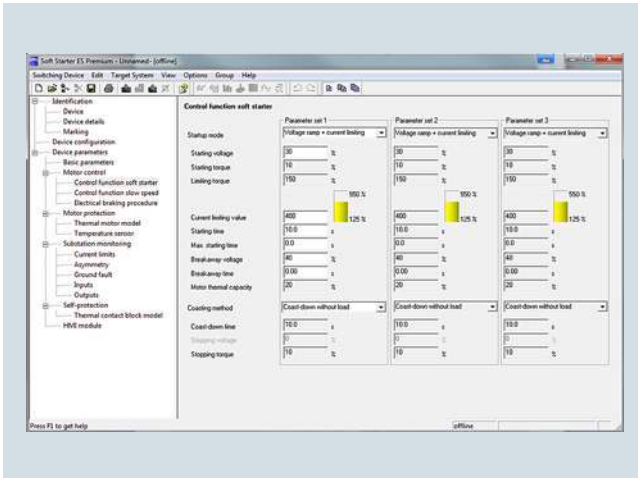 Soft Starter ES Premium - Unnamed- [offline]
Switching Device Edit Target System View Options Group Help
Identification
Device
Device details
Marking
Device configuration
Device parameters
Basic parameters
Motor control
Control function soft starter
Control function slow speed
Electrical braking procedure
Motor protection
Thermal motor model
Temperature sensor
Substation monitoring
Current limits
Asymmetry
Ground fault
Inputs
Outputs
Self-protection
Thermal contact block model
HIVE module
Control function soft starter
Parameter set 1 Parameter set 2 Parameter set 3
Startup mode Voltage ramp + current limiting Voltage ramp + current limiting Voltage ramp + current limiting
Starting voltage 30 % 30 % 30 %
Starting torque 10 % 10 % 10 %
Limiting torque 150 % 150 % 150 %
550 % 550 % 550 %
Current limiting value 400 125 % 400 125 % 400 125 %
Starting time 10.0 s 10.0 s 10.0 s
Max. starting time 0.0 s 0.0 s 0.0 s
Breakaway voltage 40 % 40 % 40 %
Breakaway time 0.00 s 0.00 s 0.00 s
Motor thermal capacity 20 % 20 % 20 %
Coasting method Coast-down without load Coast-down without load Coast-down without load
Coast-down time 10.0 s 10.0 s 10.0 s
Stopping voltage 0 % 0 % 0 %
Stopping torque 10 % 10 % 10 %
Press F1 to get help offline